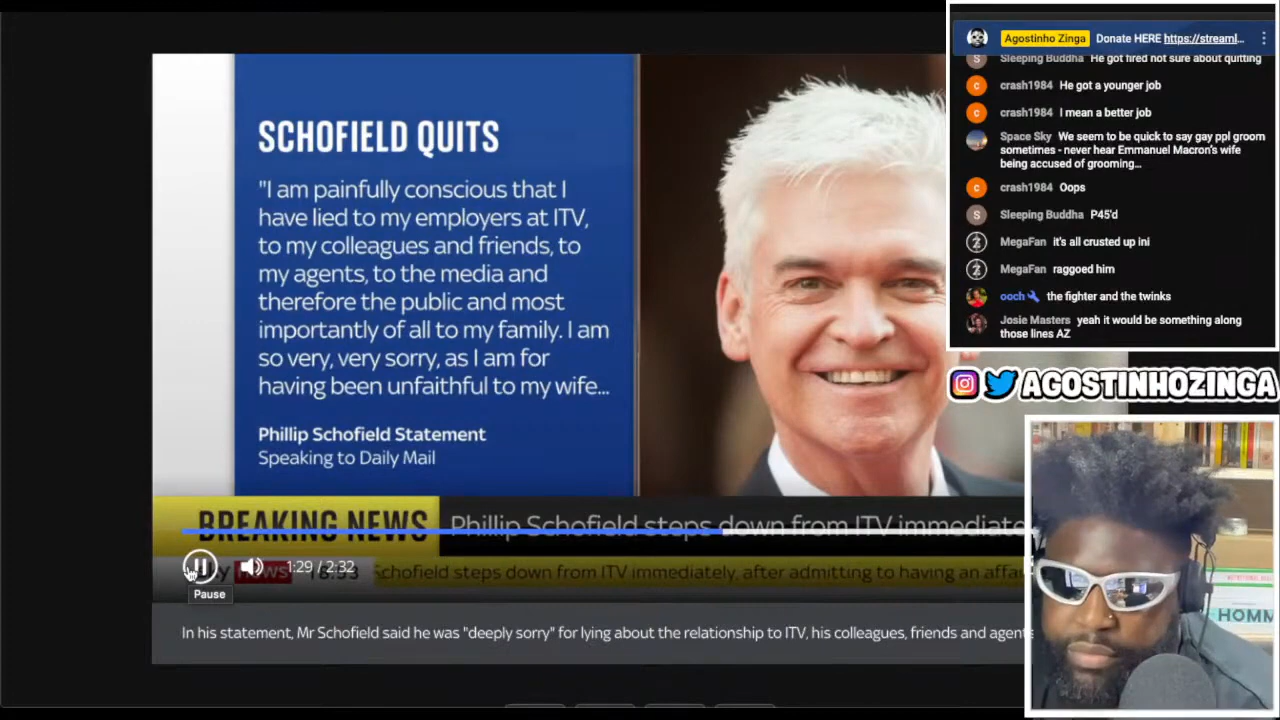 SCHOFIELD QUITS
"I am painfully conscious that I
have lied to my employers at ITV,
to my colleagues and friends, to
my agents, to the media and
therefore the public and most
importantly of all to my family. I am
so very, very sorry, as I am for
having been unfaithful to my wife...
Phillip Schofield Statement
Speaking to Daily Mail
BREAKING NEWS
Phillip Schofield steps down from ITV immediate
news
1:29 / 2:32
Schofield steps down from ITV immediately, after admitting to having an affa
Pause
In his statement, Mr Schofield said he was "deeply sorry" for lying about the relationship to ITV, his colleagues, friends and agent
Agostinho Zinga Donate HERE https://streaml...
Sleeping Buddha He got fired not sure about quitting
crash1984 He got a younger job
crash1984 I mean a better job
Space Sky We seem to be quick to say gay ppl groom
sometimes - never hear Emmanuel Macron's wife
being accused of grooming...
crash1984 Oops
Sleeping Buddha P45'd
MegaFan it's all crusted up ini
MegaFan raggoed him
ooch the fighter and the twinks
Josie Masters yeah it would be something along
those lines AZ
AGOSTINHOZINGA
HOMM